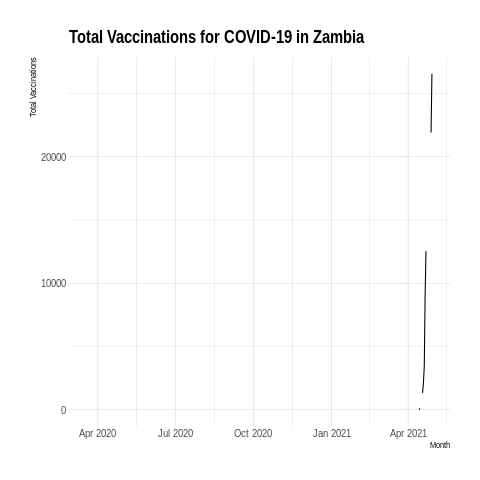 Total Vaccinations for COVID-19 in Zambia
Total Vaccinations
20000
10000
0
Apr 2020 Jul 2020 Oct 2020 Jan 2021 Apr 2021
Month